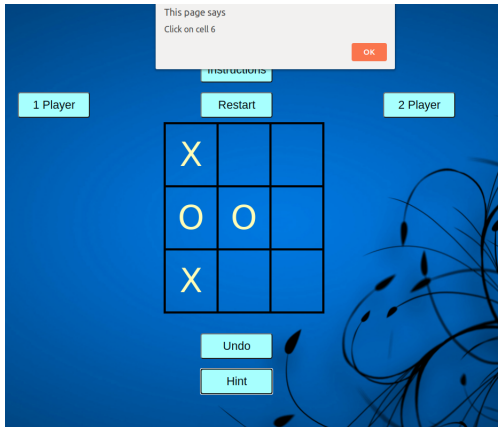 This page says
Click on cell 6
OK
Instructions
1 Player
Restart
2 Player
X
O O
X
Undo
Hint